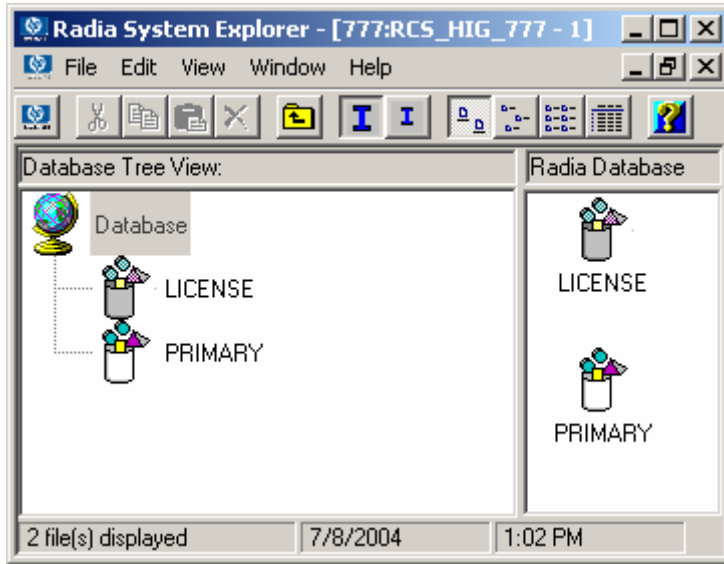 Radia System Explorer - [777:RCS_HIG_777 - 1]
File Edit View Window Help
Database Tree View:
Radia Database
Database
LICENSE
PRIMARY
LICENSE
PRIMARY
2 file(s) displayed
7/8/2004
1:02 PM